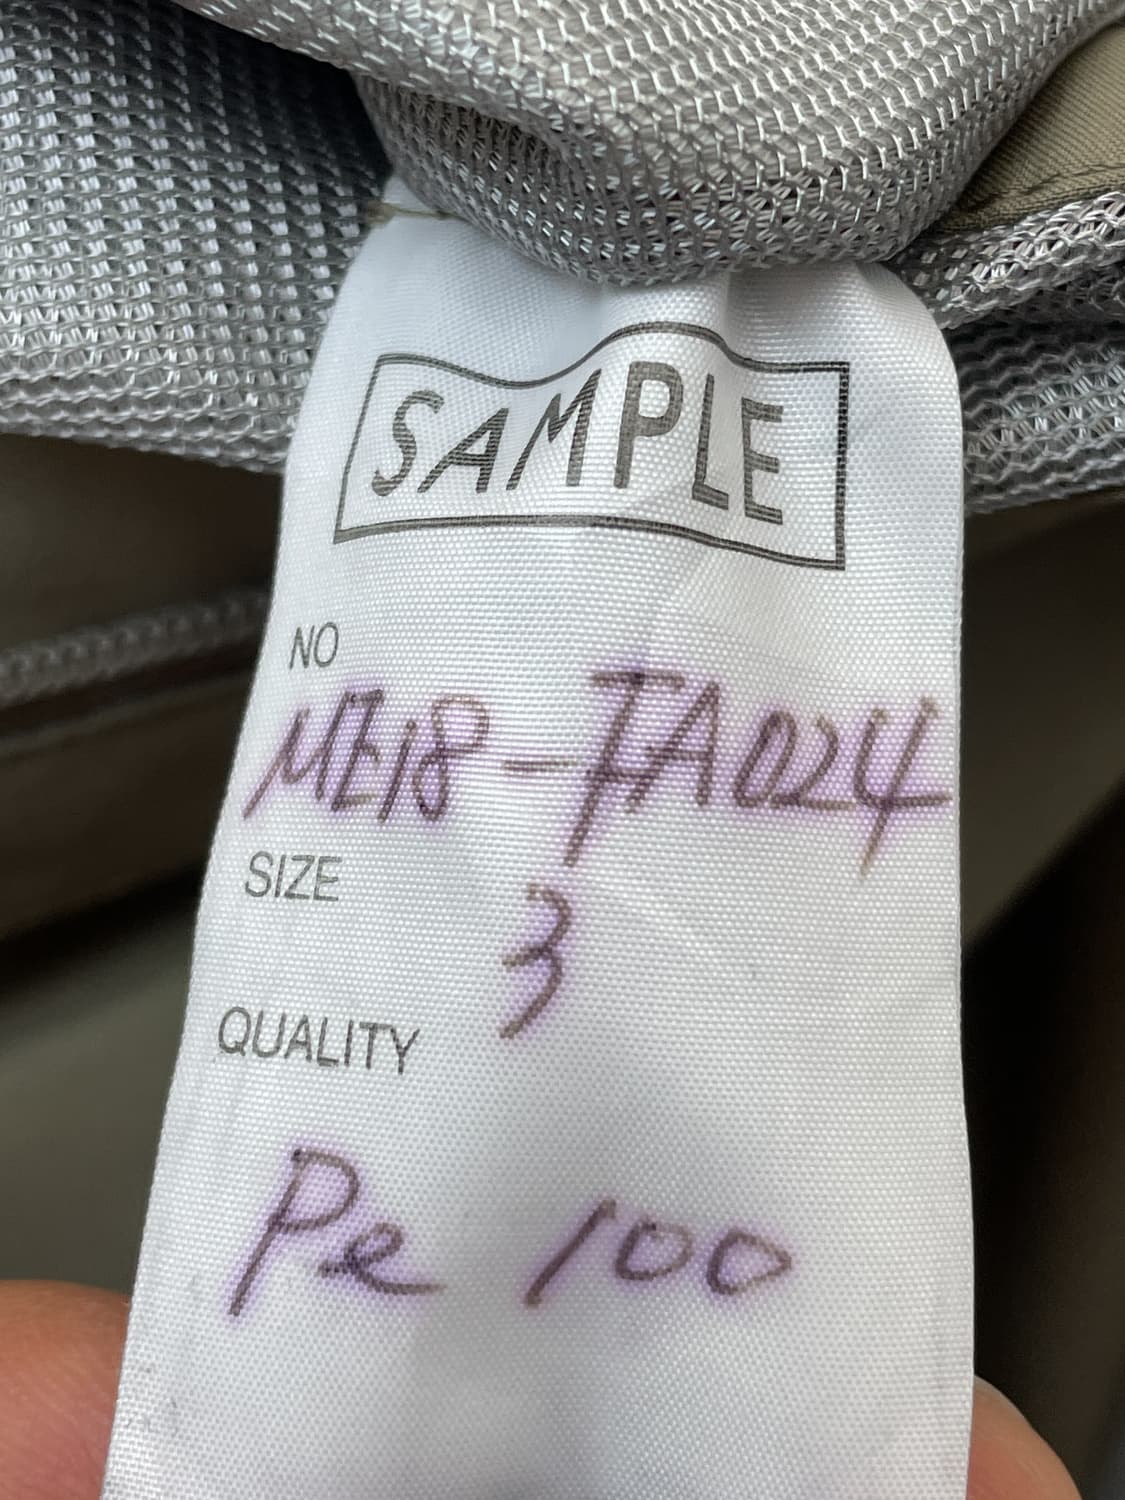 SAMPLE
NO
ME18-FA024
SIZE
3
QUALITY
Pe 100